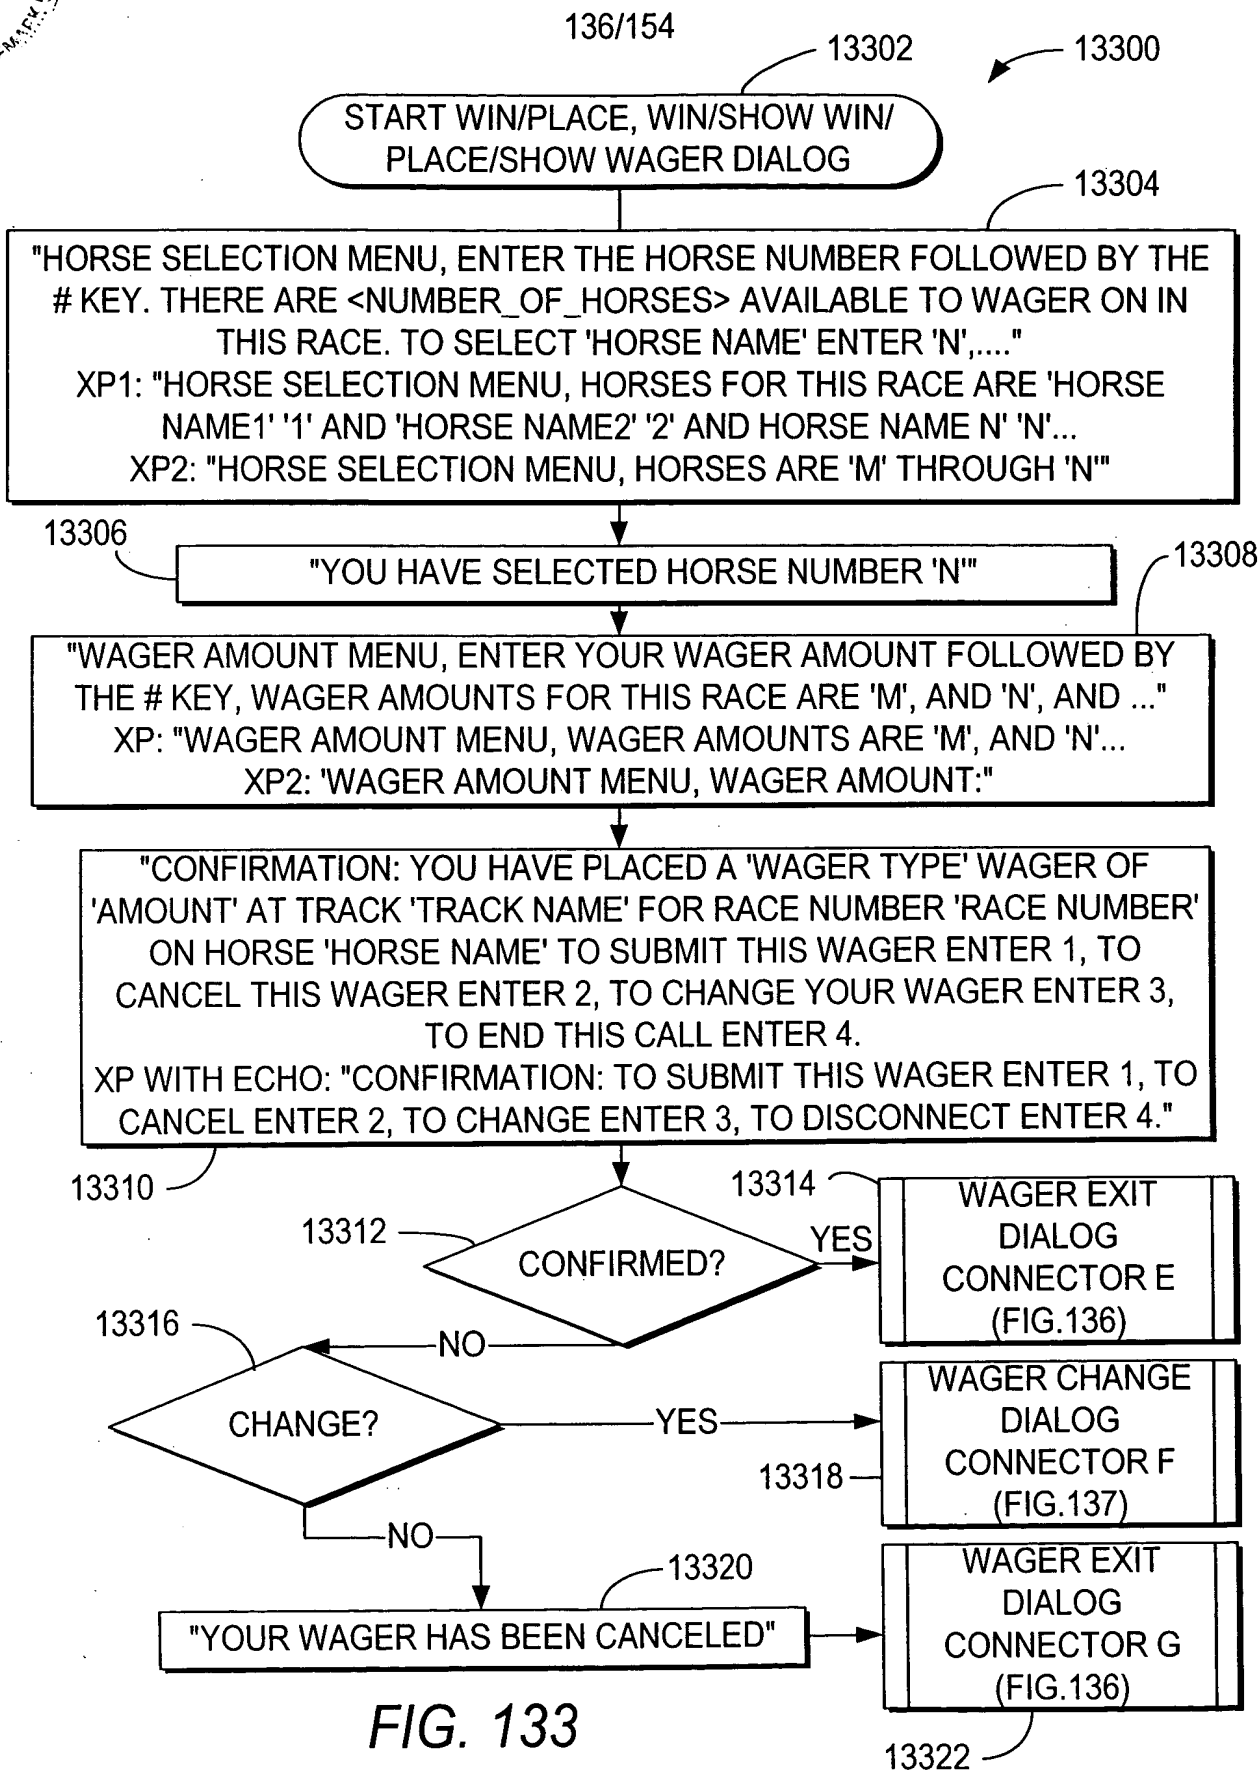 136/154
13302
13300
START WIN/PLACE, WIN/SHOW WIN/
PLACE/SHOW WAGER DIALOG
13304
"HORSE SELECTION MENU, ENTER THE HORSE NUMBER FOLLOWED BY THE
# KEY. THERE ARE <NUMBER_OF_HORSES> AVAILABLE TO WAGER ON IN
THIS RACE. TO SELECT 'HORSE NAME' ENTER 'N',...."
XP1: "HORSE SELECTION MENU, HORSES FOR THIS RACE ARE 'HORSE
NAME1' '1' AND 'HORSE NAME2' '2' AND HORSE NAME N' 'N'...
XP2: "HORSE SELECTION MENU, HORSES ARE 'M' THROUGH 'N'"
13306
"YOU HAVE SELECTED HORSE NUMBER 'N'"
13308
"WAGER AMOUNT MENU, ENTER YOUR WAGER AMOUNT FOLLOWED BY
THE # KEY, WAGER AMOUNTS FOR THIS RACE ARE 'M', AND 'N', AND ..."
XP: "WAGER AMOUNT MENU, WAGER AMOUNTS ARE 'M', AND 'N'...
XP2: 'WAGER AMOUNT MENU, WAGER AMOUNT:"
"CONFIRMATION: YOU HAVE PLACED A 'WAGER TYPE' WAGER OF
'AMOUNT' AT TRACK 'TRACK NAME' FOR RACE NUMBER 'RACE NUMBER'
ON HORSE 'HORSE NAME' TO SUBMIT THIS WAGER ENTER 1, TO
CANCEL THIS WAGER ENTER 2, TO CHANGE YOUR WAGER ENTER 3,
TO END THIS CALL ENTER 4.
XP WITH ECHO: "CONFIRMATION: TO SUBMIT THIS WAGER ENTER 1, TO
CANCEL ENTER 2, TO CHANGE ENTER 3, TO DISCONNECT ENTER 4."
13310
13312
CONFIRMED?
YES
13314
WAGER EXIT
DIALOG
CONNECTOR E
(FIG.136)
NO
13316
CHANGE?
YES
13318
WAGER CHANGE
DIALOG
CONNECTOR F
(FIG.137)
NO
13320
"YOUR WAGER HAS BEEN CANCELED"
WAGER EXIT
DIALOG
CONNECTOR G
(FIG.136)
13322
FIG. 133